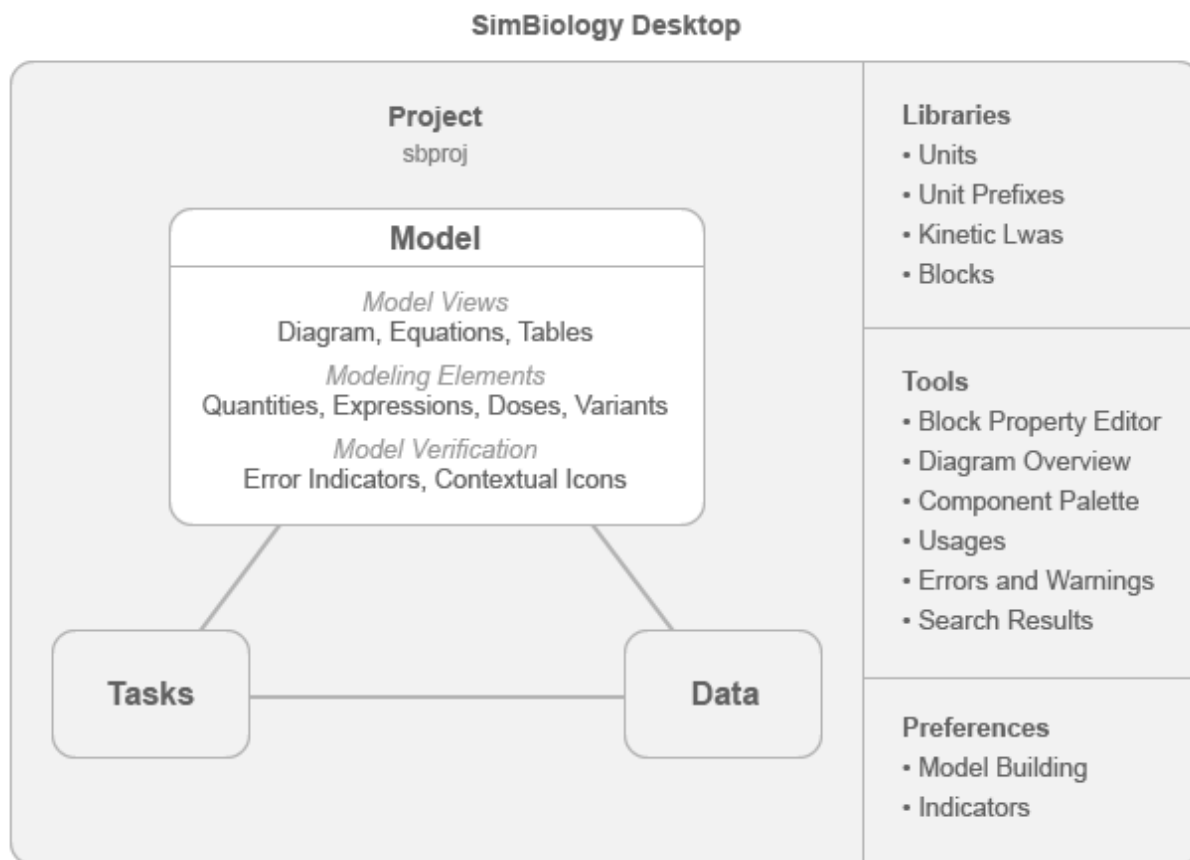 SimBiology Desktop
Project
sbproj
Model
Model Views
Diagram, Equations, Tables
Modeling Elements
Quantities, Expressions, Doses, Variants
Model Verification
Error Indicators, Contextual Icons
Tasks
Data
Libraries
• Units
• Unit Prefixes
• Kinetic Lwas
• Blocks
Tools
• Block Property Editor
• Diagram Overview
• Component Palette
• Usages
• Errors and Warnings
• Search Results
Preferences
• Model Building
• Indicators